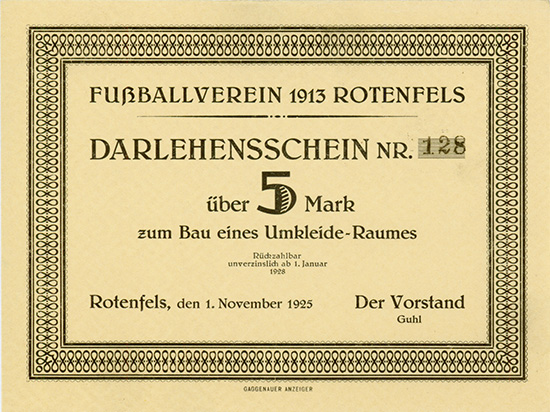 FUßBALLVEREIN 1913 ROTENFELS
DARLEHENSSCHEIN NR. 128
über 5 Mark
zum Bau eines Umkleide-Raumes
Rückzahlbar
unverzinslich ab 1. Januar
1928
Rotenfels, den 1. November 1925 Der Vorstand
Guhl
GAGGENAUER ANZEIGER